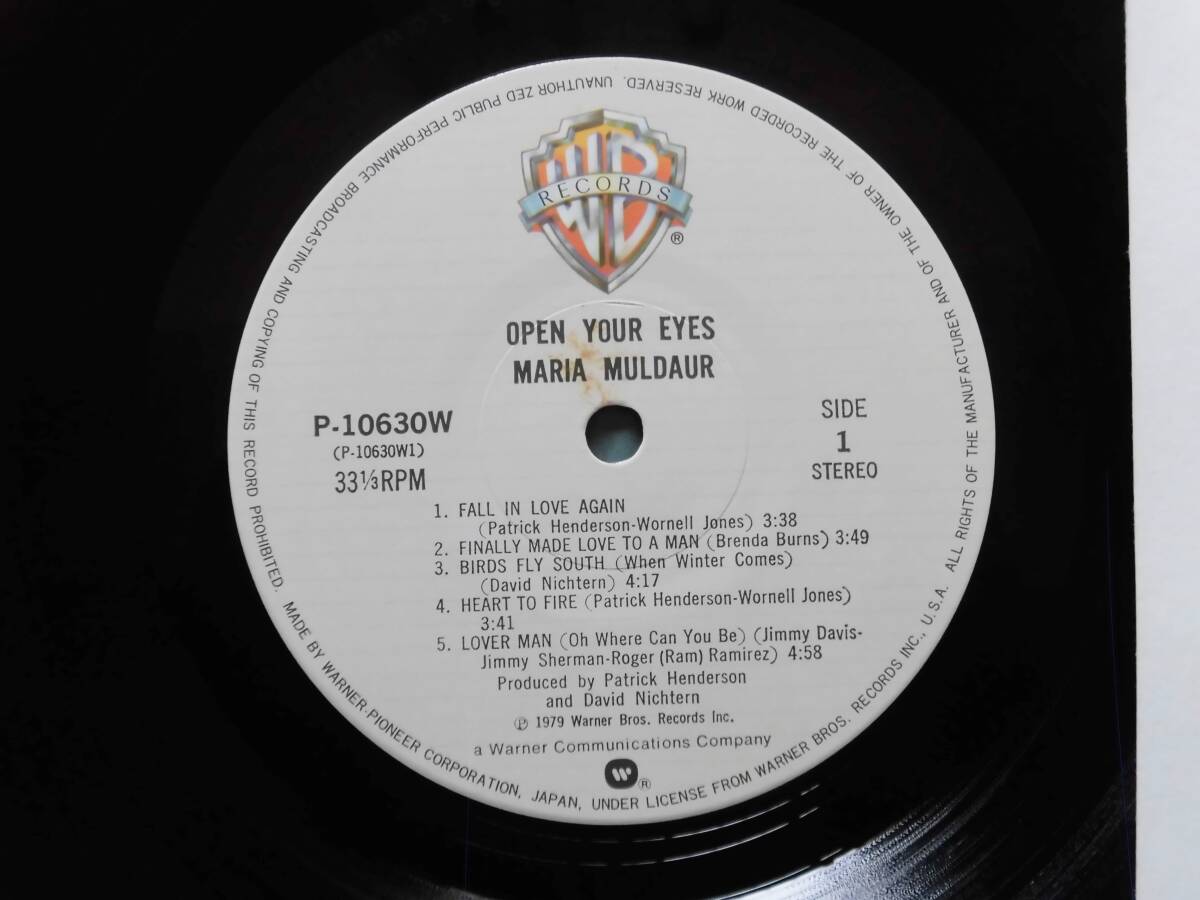 WB
RECORDS
®
OPEN YOUR EYES
MARIA MULDAUR
P-10630W
(P-10630W1)
33⅓RPM
SIDE
1
STEREO
1. FALL IN LOVE AGAIN
(Patrick Henderson-Wornell Jones) 3:38
2. FINALLY MADE LOVE TO A MAN (Brenda Burns) 3:49
3. BIRDS FLY SOUTH (When Winter Comes)
(David Nichtern) 4:17
4. HEART TO FIRE (Patrick Henderson-Wornell Jones)
3:41
5. LOVER MAN (Oh Where Can You Be) (Jimmy Davis-
Jimmy Sherman-Roger (Ram) Ramirez) 4:58
Produced by Patrick Henderson
and David Nichtern
℗ 1979 Warner Bros. Records Inc.
a Warner Communications Company
®
MADE BY WARNER-PIONEER CORPORATION, JAPAN, UNDER LICENSE FROM WARNER BROS. RECORDS INC., U.S.A. ALL RIGHTS OF THE MANUFACTURER AND OF THE OWNER OF THE RECORDED WORK RESERVED. UNAUTHOR ZED PUBLIC PERFORMANCE BROADCASTING AND COPYING OF THIS RECORD PROHIBITED.